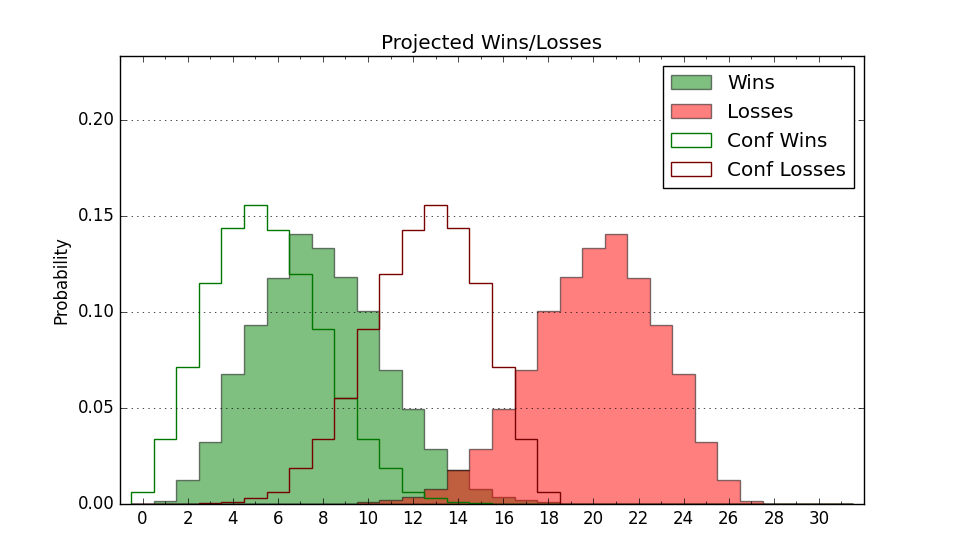 Projected Wins/Losses
Wins
Losses
Conf Wins
Conf Losses
Probability
0.20
0.15
0.10
0.05
0.00
0 2 4 6 8 10 12 14 16 18 20 22 24 26 28 30